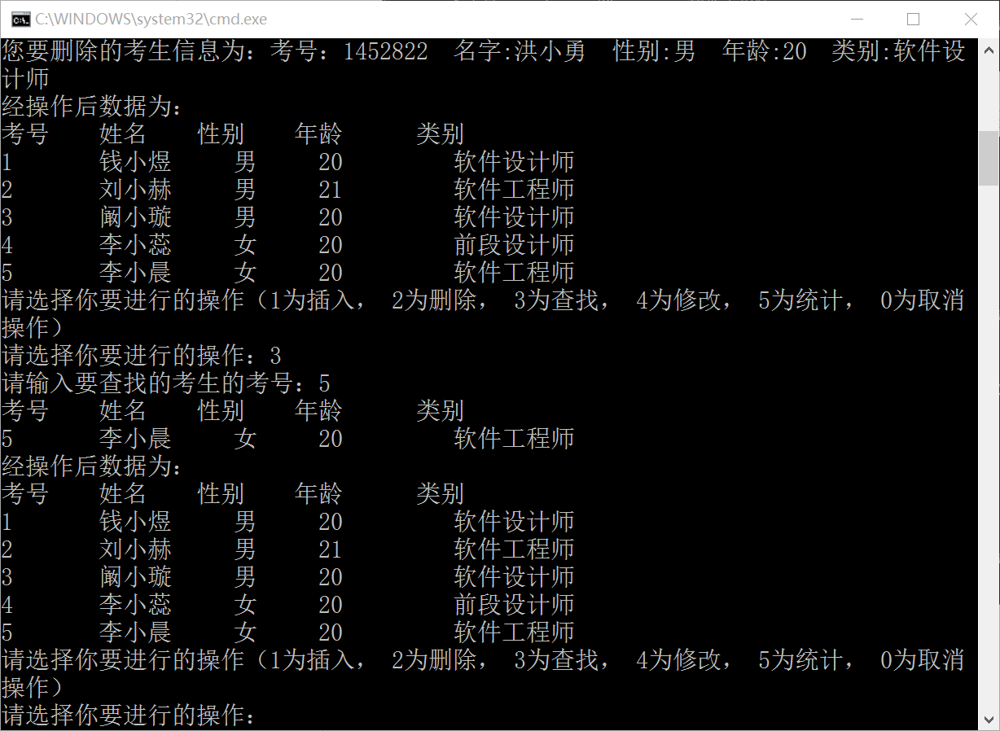 C:\WINDOWS\system32\cmd.exe
您要删除的考生信息为：考号：1452822  名字:洪小勇  性别:男  年龄:20  类别:软件设
计师
经操作后数据为：
考号    姓名    性别    年龄      类别
1       钱小煜     男     20         软件设计师
2       刘小赫     男     21         软件工程师
3       阚小璇     男     20         软件设计师
4       李小蕊     女     20         前段设计师
5       李小晨     女     20         软件工程师
请选择你要进行的操作（1为插入， 2为删除， 3为查找， 4为修改， 5为统计， 0为取消
操作）
请选择你要进行的操作：3
请输入要查找的考生的考号：5
考号    姓名    性别    年龄      类别
5       李小晨     女     20         软件工程师
经操作后数据为：
考号    姓名    性别    年龄      类别
1       钱小煜     男     20         软件设计师
2       刘小赫     男     21         软件工程师
3       阚小璇     男     20         软件设计师
4       李小蕊     女     20         前段设计师
5       李小晨     女     20         软件工程师
请选择你要进行的操作（1为插入， 2为删除， 3为查找， 4为修改， 5为统计， 0为取消
操作）
请选择你要进行的操作：